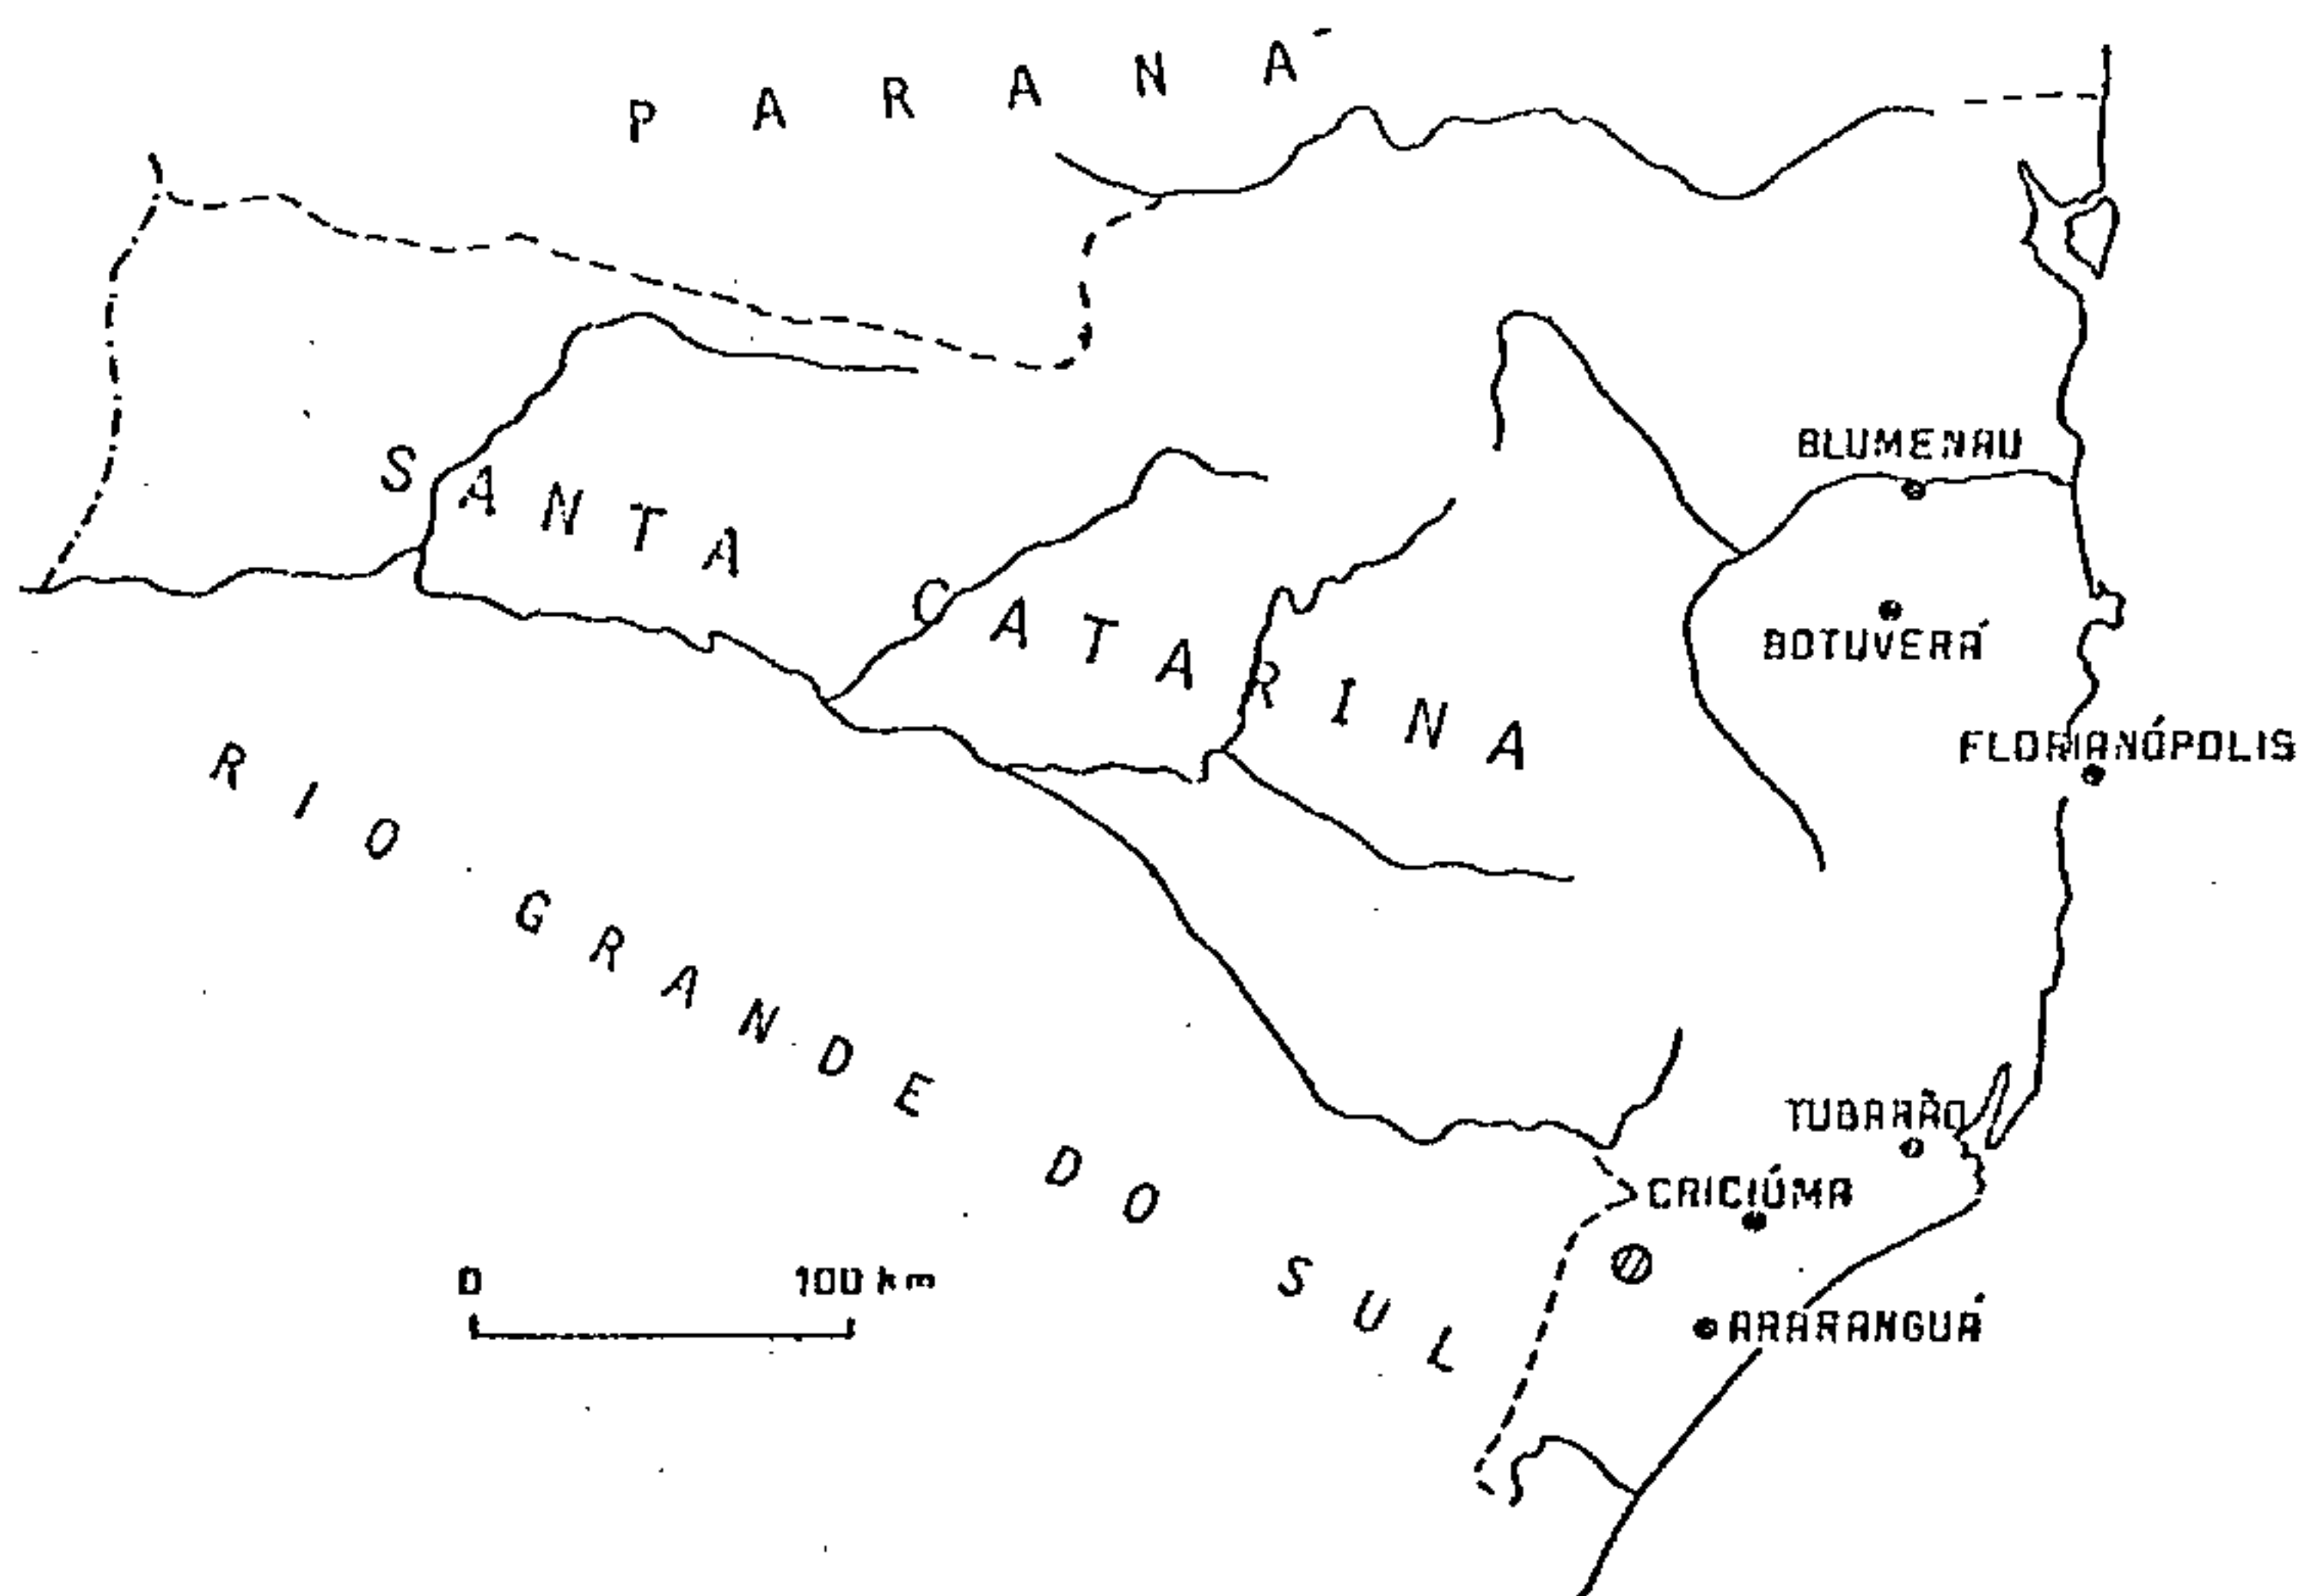 PARANÁ
BLUMENAU
SANTA CATARINA
BOTUVERÁ
FLORIANÓPOLIS
RIO GRANDE DO SUL
TUBARÃO
CRICIÚMA
0 100 km
ARARANGUÁ